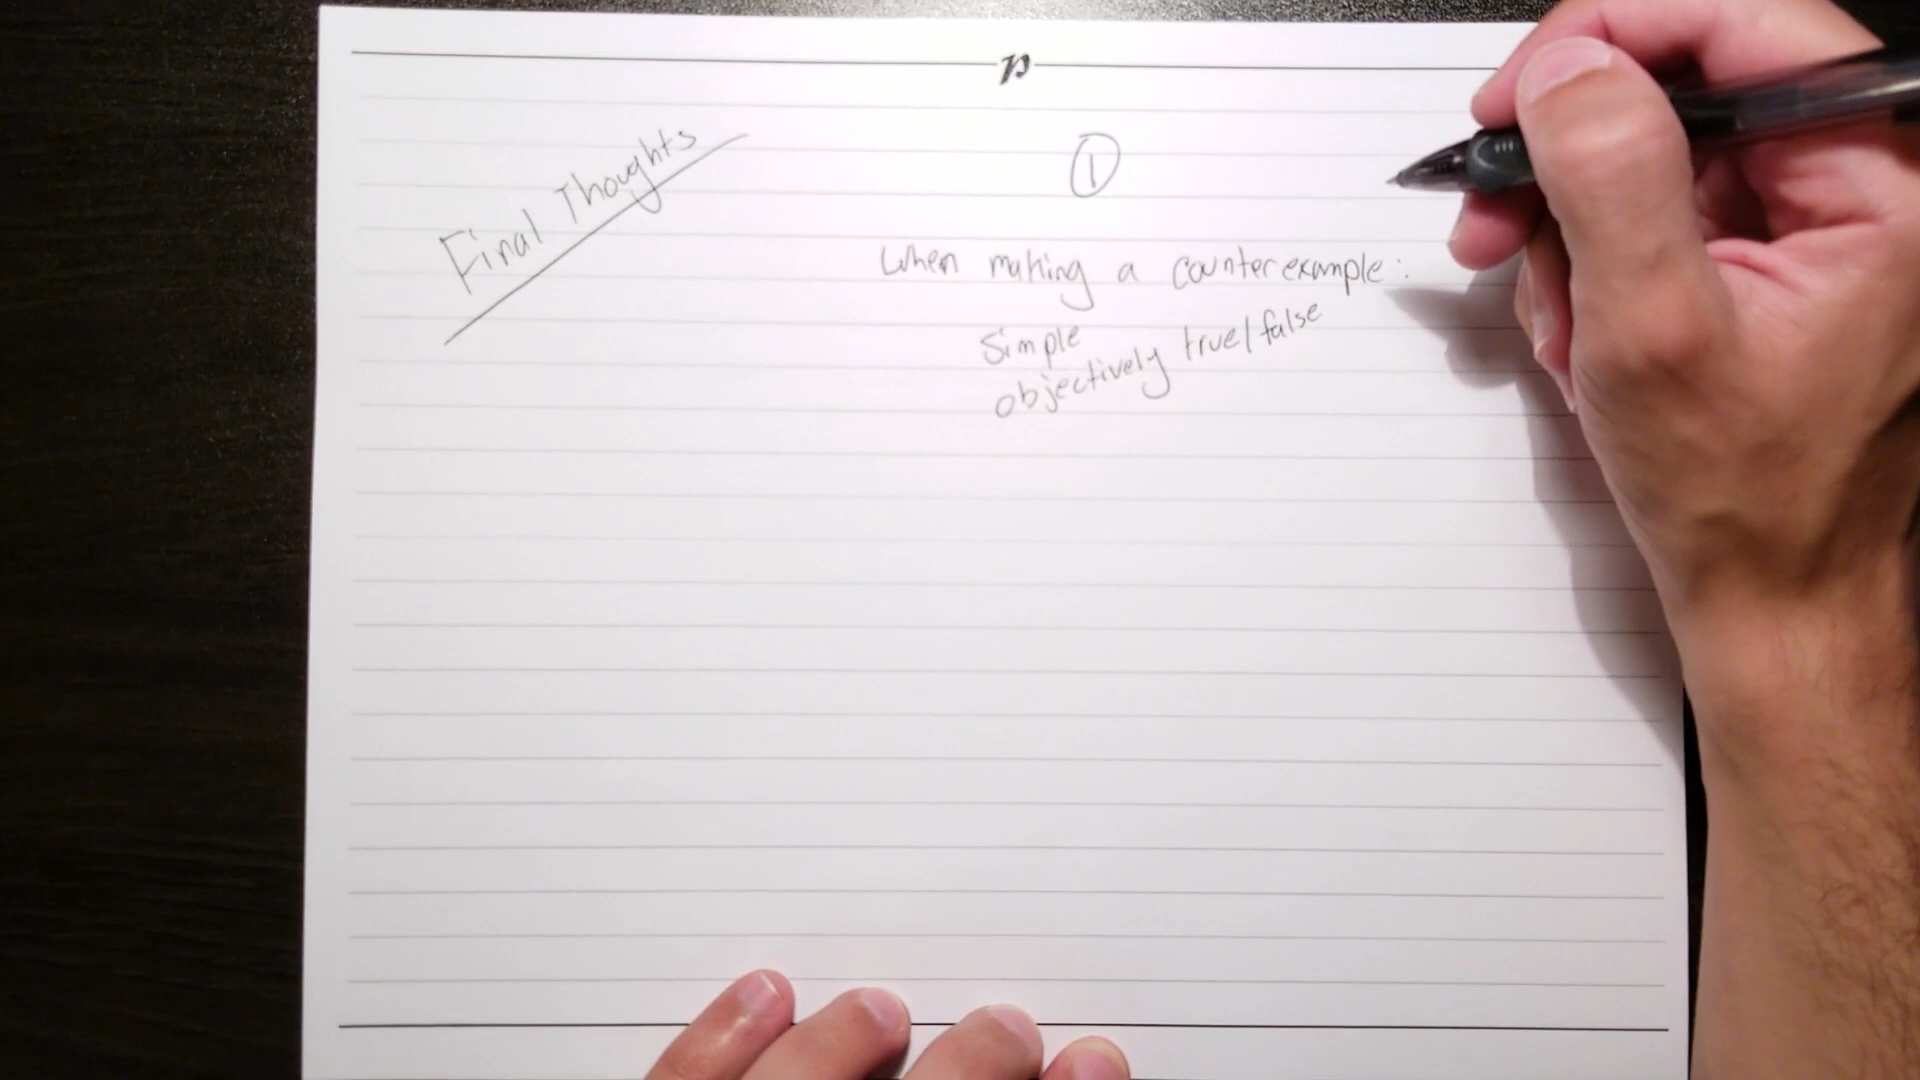 Final Thoughts
①
When making a counterexample:
Simple
objectively true/false